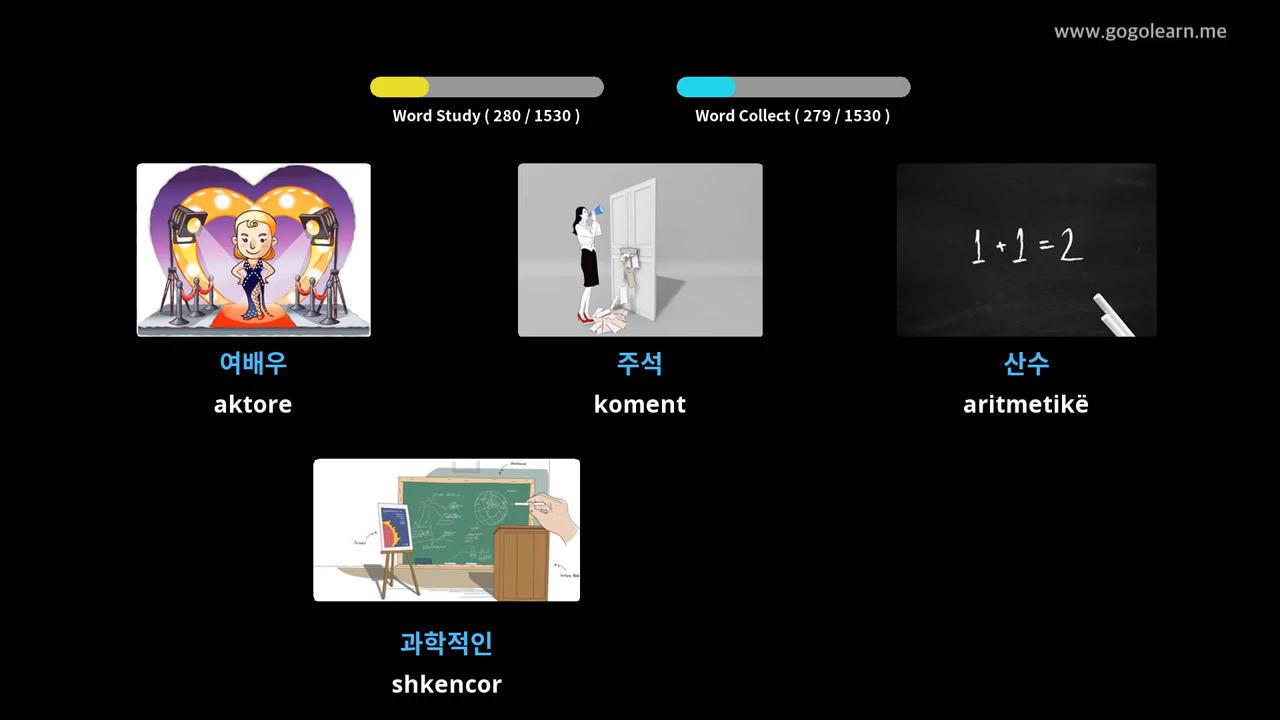 www.gogolearn.me
Word Study ( 280 / 1530 )
Word Collect ( 279 / 1530 )
여배우
aktore
주석
koment
1 + 1 = 2
산수
aritmetikë
과학적인
shkencor